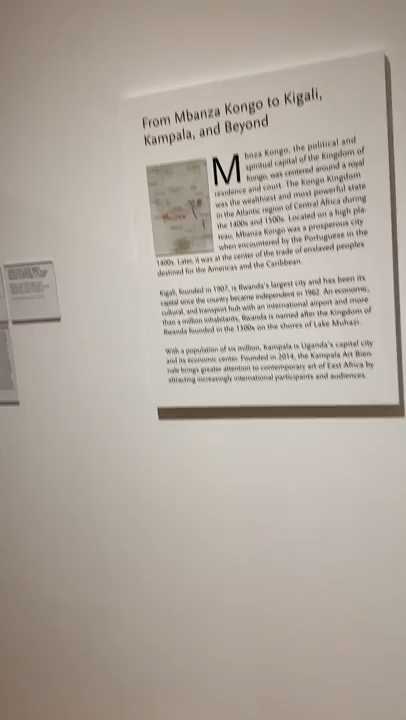 From Mbanza Kongo to Kigali,
Kampala, and Beyond
Mbnza Kongo, the political and
spiritual capital of the Kingdom of
Kongo, was centered around a royal
residence and court. The Kongo Kingdom
was the wealthiest and most powerful state
in the Atlantic region of Central Africa during
the 1400s and 1500s. Located on a high pla-
teau, Mbanza Kongo was a prosperous city
when encountered by the Portuguese in the
1400s. Later, it was at the center of the trade of enslaved peoples
destined for the Americas and the Caribbean.
Kigali, founded in 1907, is Rwanda's largest city and has been its
capital since the country became independent in 1962. An economic,
cultural, and transport hub with an international airport and more
than a million inhabitants, Rwanda is named after the Kingdom of
Rwanda founded in the 1300s on the shores of Lake Muhazi.
With a population of six million, Kampala is Uganda's capital city
and its economic center. Founded in 2014, the Kampala Art Bien-
nale brings greater attention to contemporary art of East Africa by
attracting increasingly international participants and audiences.